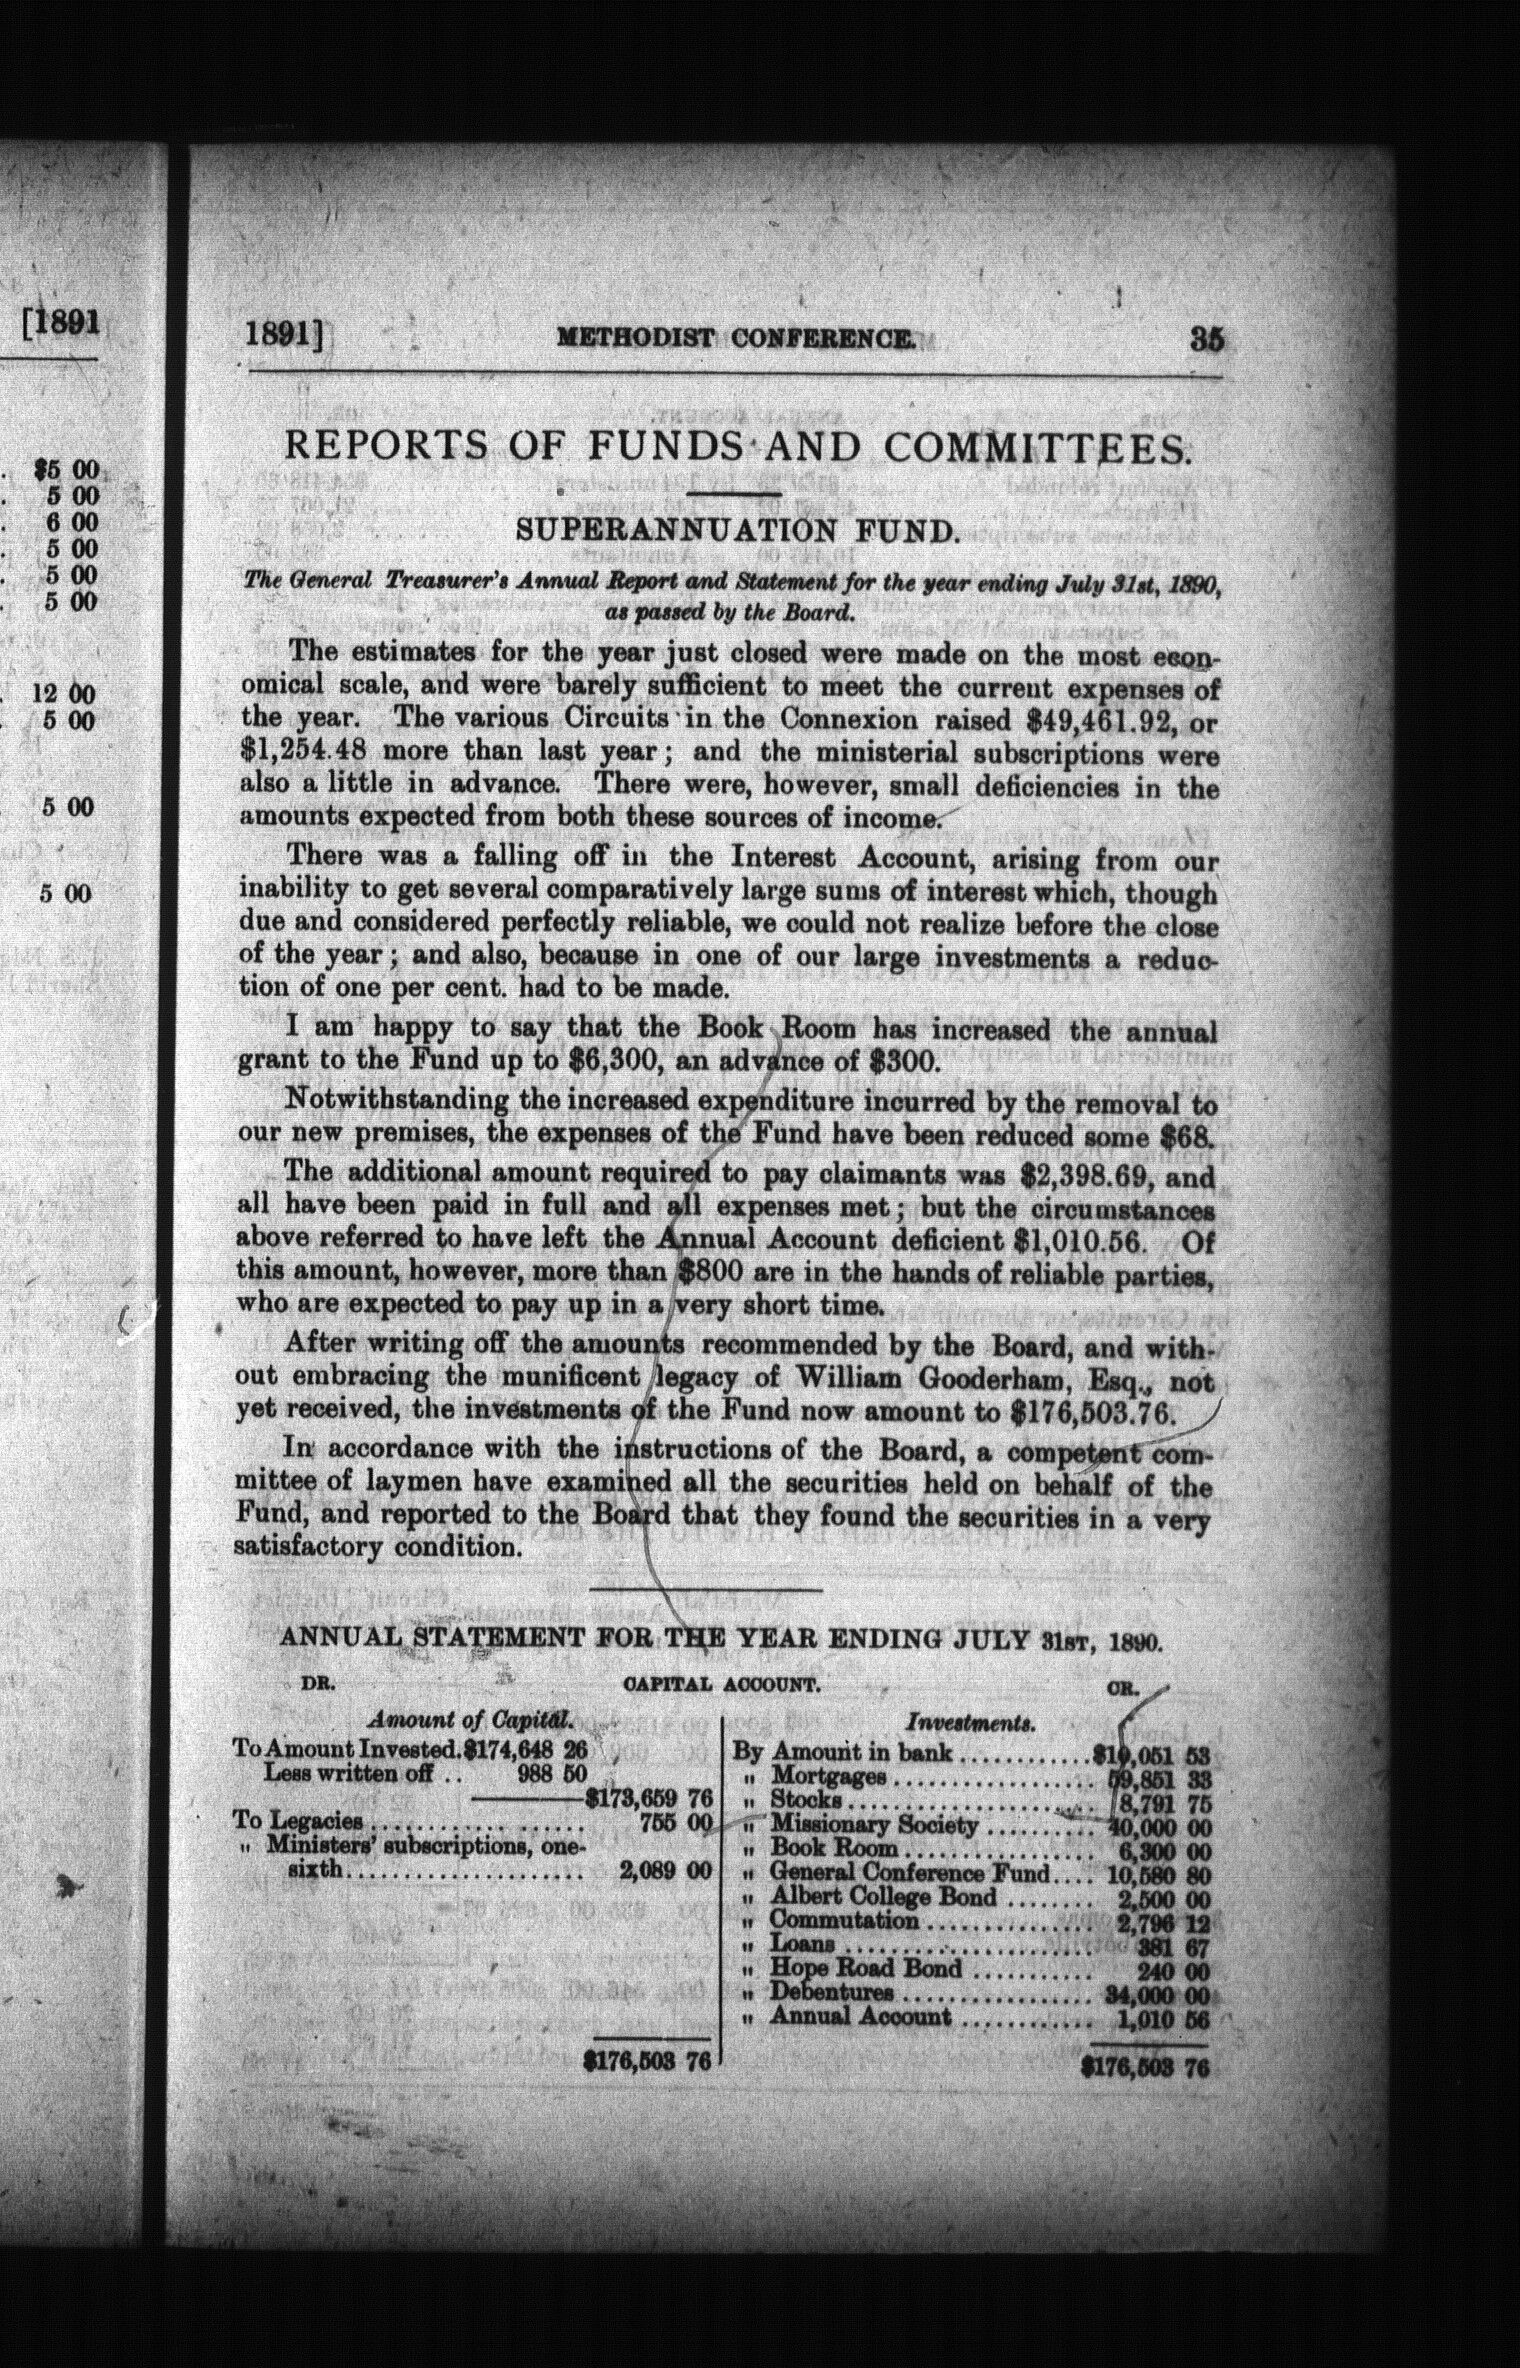 [1891
$5 00
5 00
6 00
5 00
5 00
5 00
12 00
5 00
5 00
5 00
1891] METHODIST CONFERENCE. 35
REPORTS OF FUNDS AND COMMITTEES.
SUPERANNUATION FUND.
The General Treasurer's Annual Report and Statement for the year ending July 31st, 1890,
as passed by the Board.
The estimates for the year just closed were made on the most econ-
omical scale, and were barely sufficient to meet the current expenses of
the year. The various Circuits in the Connexion raised $49,461.92, or
$1,254.48 more than last year; and the ministerial subscriptions were
also a little in advance. There were, however, small deficiencies in the
amounts expected from both these sources of income.
There was a falling off in the Interest Account, arising from our
inability to get several comparatively large sums of interest which, though
due and considered perfectly reliable, we could not realize before the close
of the year; and also, because in one of our large investments a reduc-
tion of one per cent. had to be made.
I am happy to say that the Book Room has increased the annual
grant to the Fund up to $6,300, an advance of $300.
Notwithstanding the increased expenditure incurred by the removal to
our new premises, the expenses of the Fund have been reduced some $68.
The additional amount required to pay claimants was $2,398.69, and
all have been paid in full and all expenses met; but the circumstances
above referred to have left the Annual Account deficient $1,010.56. Of
this amount, however, more than $800 are in the hands of reliable parties,
who are expected to pay up in a very short time.
After writing off the amounts recommended by the Board, and with-
out embracing the munificent legacy of William Gooderham, Esq., not
yet received, the investments of the Fund now amount to $176,503.76.
In accordance with the instructions of the Board, a competent com-
mittee of laymen have examined all the securities held on behalf of the
Fund, and reported to the Board that they found the securities in a very
satisfactory condition.
ANNUAL STATEMENT FOR THE YEAR ENDING JULY 31ST, 1890.
DR. CAPITAL ACCOUNT. CR.
Amount of Capital.
To Amount Invested. $174,648 26
Less written off .. 988 50
$173,659 76
To Legacies ................. 755 00
" Ministers' subscriptions, one-
sixth..................... 2,089 00
$176,503 76
Investments.
By Amount in bank ............ $10,051 53
" Mortgages ................. 59,851 33
" Stocks ..................... 8,791 75
" Missionary Society .......... 40,000 00
" Book Room ................. 6,300 00
" General Conference Fund.... 10,580 80
" Albert College Bond ........ 2,500 00
" Commutation .............. 2,796 12
" Loans ..................... 381 67
" Hope Road Bond ........... 240 00
" Debentures ................ 34,000 00
" Annual Account ............ 1,010 56
$176,503 76